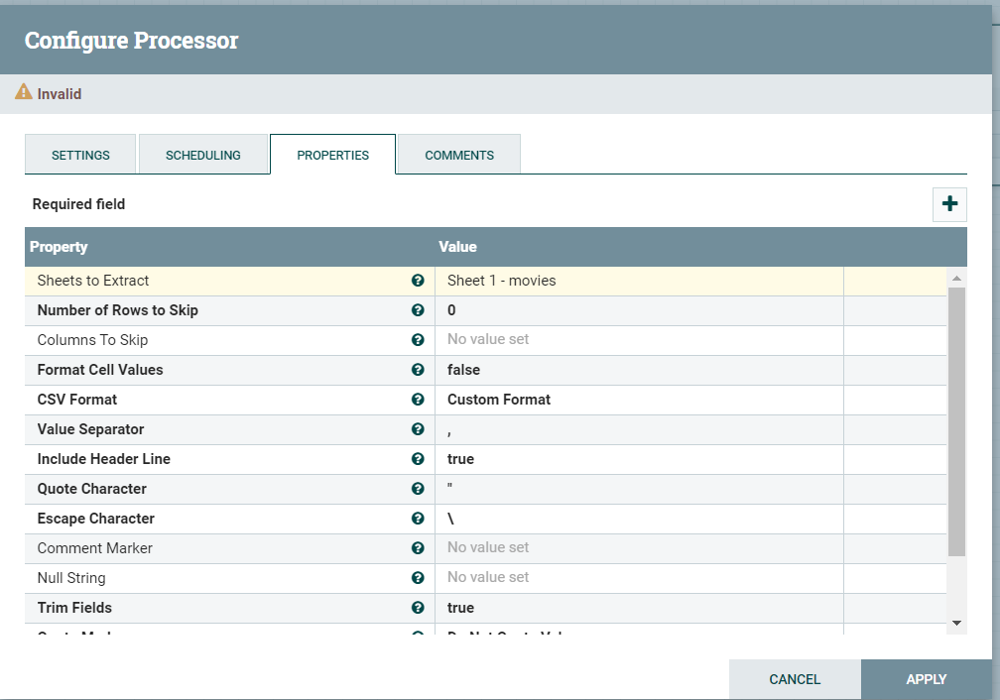 Configure Processor
Invalid
SETTINGS SCHEDULING PROPERTIES COMMENTS
Required field
Property Value
Sheets to Extract Sheet 1 - movies
Number of Rows to Skip 0
Columns To Skip No value set
Format Cell Values false
CSV Format Custom Format
Value Separator ,
Include Header Line true
Quote Character "
Escape Character \
Comment Marker No value set
Null String No value set
Trim Fields true
CANCEL APPLY